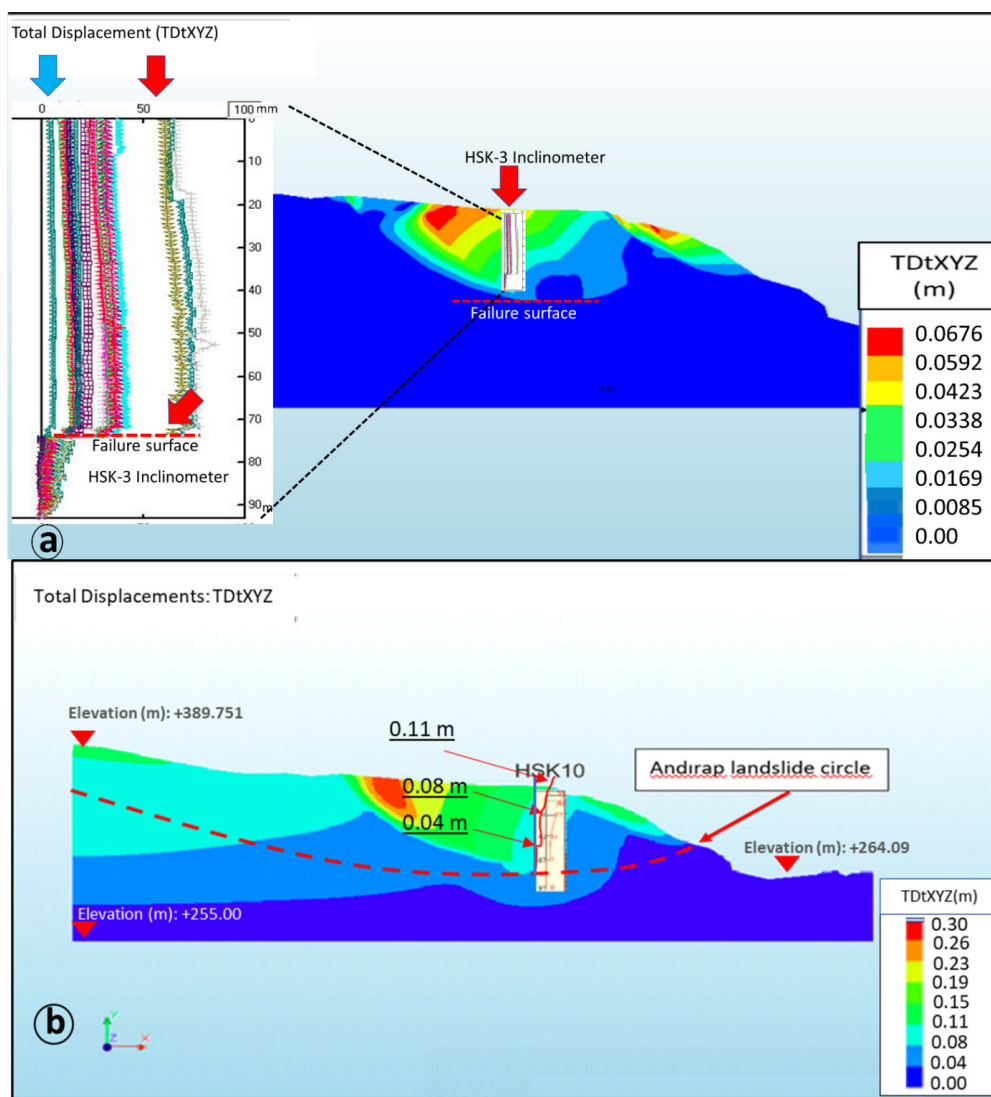 Total Displacement (TDtXYZ)
0
50
100 mm
10
20
30
40
50
60
70
80
90
Failure surface
HSK-3 Inclinometer
HSK-3 Inclinometer
Failure surface
TDtXYZ
(m)
0.0676
0.0592
0.0423
0.0338
0.0254
0.0169
0.0085
0.00
a
Total Displacements: TDtXYZ
Elevation (m): +389.751
0.11 m
HSK10
0.08 m
0.04 m
Andırap landslide circle
Elevation (m): +264.09
Elevation (m): +255.00
TDtXYZ(m)
0.30
0.26
0.23
0.19
0.15
0.11
0.08
0.04
0.00
b
Y
Z
X